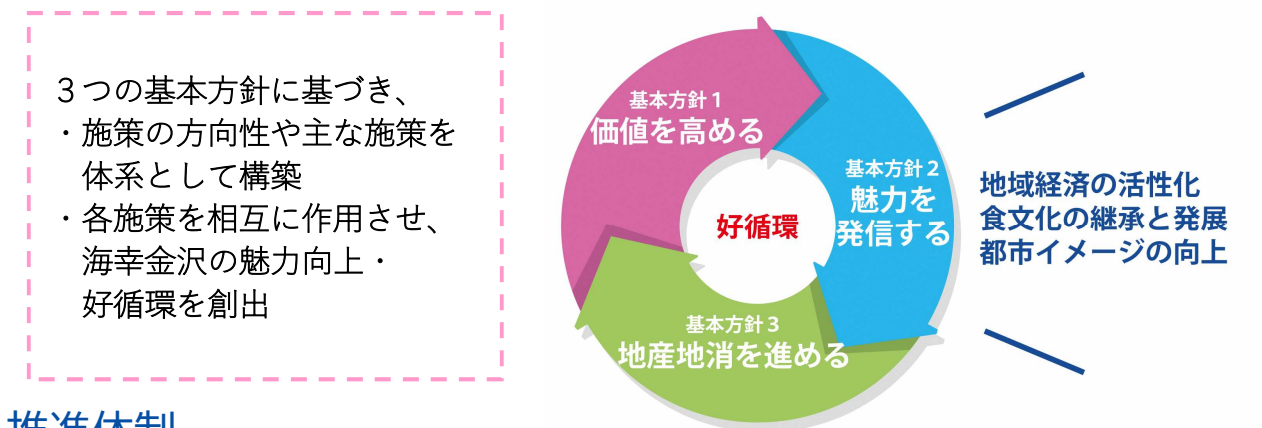 ３つの基本方針に基づき、
・施策の方向性や主な施策を
体系として構築
・各施策を相互に作用させ、
海幸金沢の魅力向上・
好循環を創出
基本方針１
価値を高める
基本方針２
魅力を
発信する
基本方針３
地産地消を進める
好循環
地域経済の活性化
食文化の継承と発展
都市イメージの向上
推進体制